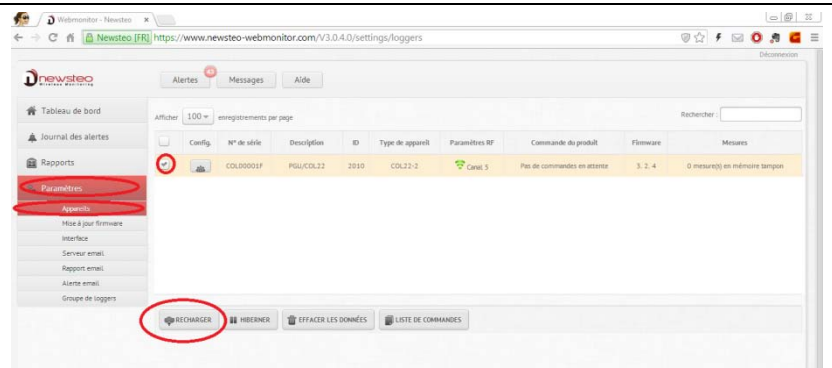 Webmonitor - Newsteo
Newsteo [FR] https://www.newsteo-webmonitor.com/V3.0.4.0/settings/loggers
Déconnexion
newsteo
Wireless Monitoring
Alertes
Messages
Aide
Tableau de bord
Journal des alertes
Rapports
Paramètres
Appareils
Mise à jour firmware
Interface
Serveur email
Rapport email
Alerte email
Groupe de loggers
Afficher 100 enregistrements par page
Rechercher :
Config. N° de série Description ID Type de appareil Paramètres RF Commande du produit Firmware Mesures
COL00001F PGU/COL22 2010 COL22-2 Canal: 5 Pas de commandes en attente 3. 2. 4 0 mesure(s) en mémoire tampon
RECHARGER HIBERNER EFFACER LES DONNÉES LISTE DE COMMANDES